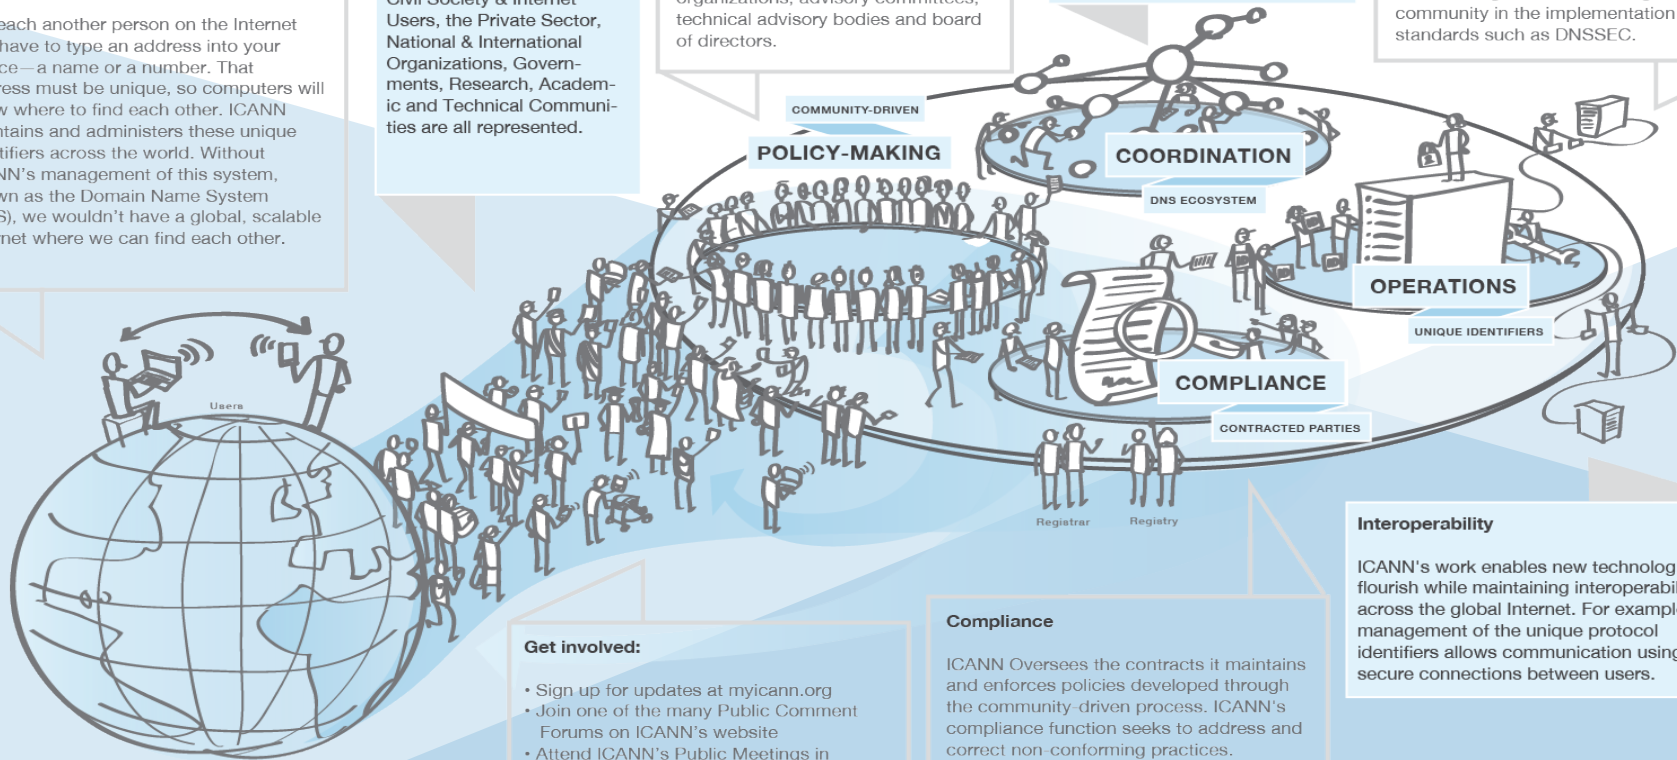 each another person on the Internet
have to type an address into your
ce—a name or a number. That
ress must be unique, so computers will
w where to find each other. ICANN
ntains and administers these unique
tifiers across the world. Without
NN's management of this system,
wn as the Domain Name System
S), we wouldn't have a global, scalable
rnet where we can find each other.
Civil Society & Internet
Users, the Private Sector,
National & International
Organizations, Govern-
ments, Research, Academ-
ic and Technical Communi-
ties are all represented.
organizations, advisory committees,
technical advisory bodies and board
of directors.
community in the implementation
standards such as DNSSEC.
COMMUNITY-DRIVEN
POLICY-MAKING
COORDINATION
DNS ECOSYSTEM
OPERATIONS
UNIQUE IDENTIFIERS
COMPLIANCE
CONTRACTED PARTIES
Users
Registrar
Registry
Get involved:
• Sign up for updates at myicann.org
• Join one of the many Public Comment
Forums on ICANN's website
• Attend ICANN's Public Meetings in
Compliance
ICANN Oversees the contracts it maintains
and enforces policies developed through
the community-driven process. ICANN's
compliance function seeks to address and
correct non-conforming practices.
Interoperability
ICANN's work enables new technolog
flourish while maintaining interoperabil
across the global Internet. For example
management of the unique protocol
identifiers allows communication using
secure connections between users.